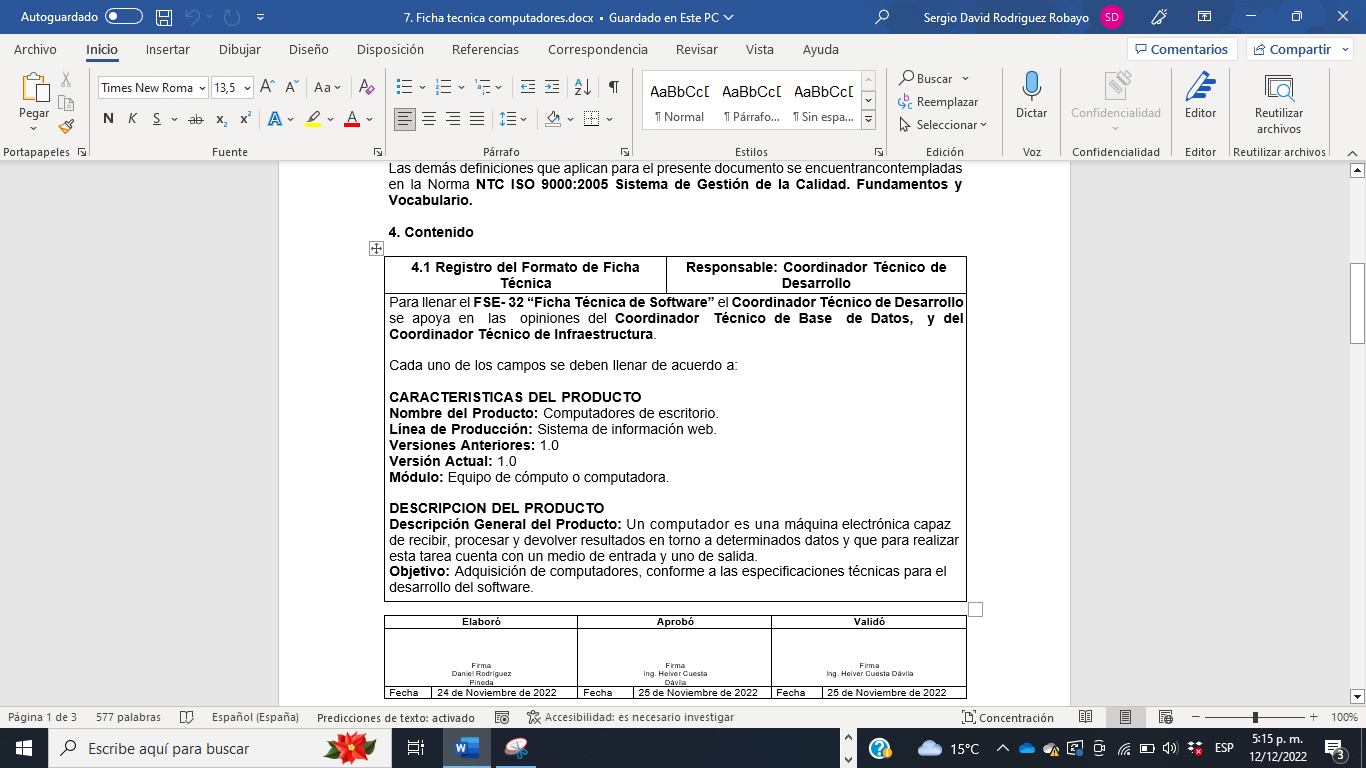 Autoguardado 7. Ficha tecnica computadores.docx • Guardado en Este PC Sergio David Rodriguez Robayo SD
Archivo Inicio Insertar Dibujar Diseño Disposición Referencias Correspondencia Revisar Vista Ayuda Comentarios Compartir
Pegar
Portapapeles
Times New Roma 13,5
N K S ab x₂ x²
Fuente
Párrafo
AaBbCcD AaBbCcD AaBbCcD
¶ Normal ¶ Párrafo... ¶ Sin espa...
Estilos
Buscar
Reemplazar
Seleccionar
Edición
Dictar
Voz
Confidencialidad
Confidencialidad
Editor
Editor
Reutilizar
archivos
Reutilizar archivos
Las demás definiciones que aplican para el presente documento se encuentrancontempladas
en la Norma NTC ISO 9000:2005 Sistema de Gestión de la Calidad. Fundamentos y
Vocabulario.
4. Contenido
4.1 Registro del Formato de Ficha
Técnica
Responsable: Coordinador Técnico de
Desarrollo
Para llenar el FSE- 32 “Ficha Técnica de Software” el Coordinador Técnico de Desarrollo
se apoya en las opiniones del Coordinador Técnico de Base de Datos, y del
Coordinador Técnico de Infraestructura.
Cada uno de los campos se deben llenar de acuerdo a:
CARACTERISTICAS DEL PRODUCTO
Nombre del Producto: Computadores de escritorio.
Línea de Producción: Sistema de información web.
Versiones Anteriores: 1.0
Versión Actual: 1.0
Módulo: Equipo de cómputo o computadora.
DESCRIPCION DEL PRODUCTO
Descripción General del Producto: Un computador es una máquina electrónica capaz
de recibir, procesar y devolver resultados en torno a determinados datos y que para realizar
esta tarea cuenta con un medio de entrada y uno de salida.
Objetivo: Adquisición de computadores, conforme a las especificaciones técnicas para el
desarrollo del software.
Elaboró Aprobó Validó
Firma
Daniel Rodríguez
Pineda
Firma
Ing. Heiver Cuesta
Dávila
Firma
Ing. Heiver Cuesta Dávila
Fecha 24 de Noviembre de 2022 Fecha 25 de Noviembre de 2022 Fecha 25 de Noviembre de 2022
Página 1 de 3 577 palabras Español (España) Predicciones de texto: activado Accesibilidad: es necesario investigar Concentración 100%
Escribe aquí para buscar 15°C ESP 5:15 p. m.
12/12/2022 3